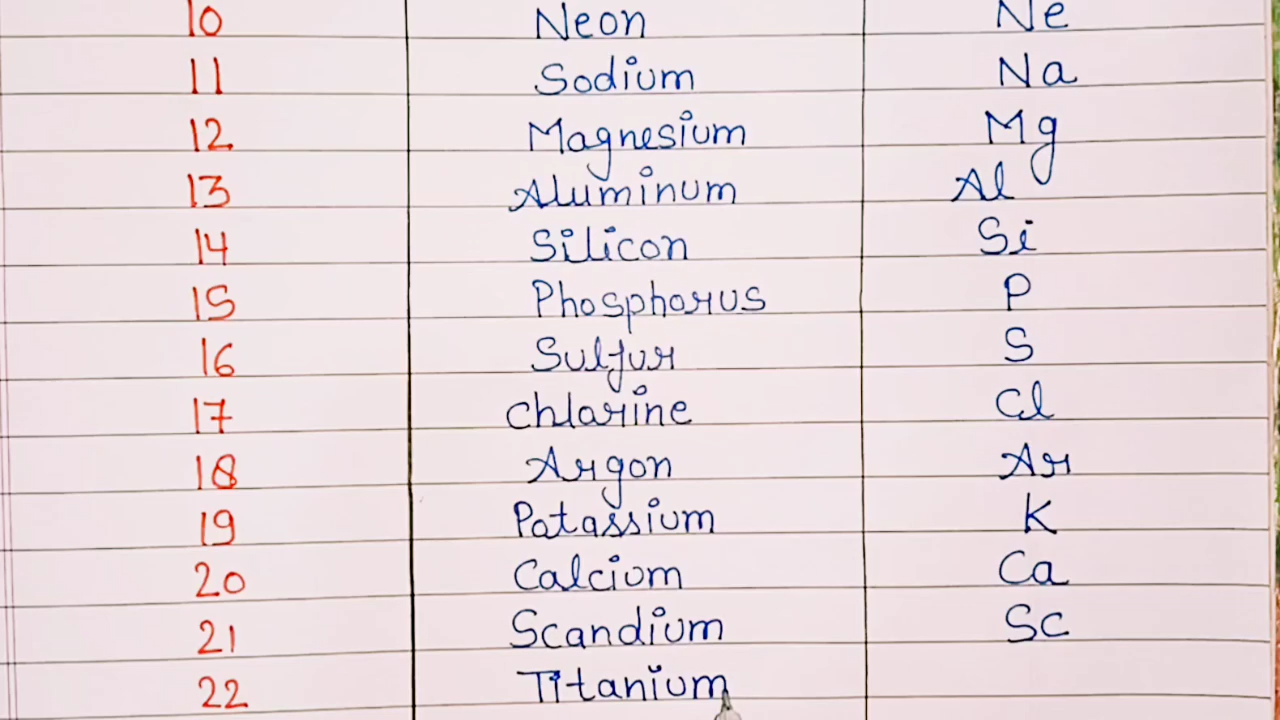 10 Neon Ne
11 Sodium Na
12 Magnesium Mg
13 Aluminum Al
14 Silicon Si
15 Phosphorus P
16 Sulfur S
17 Chlorine Cl
18 Argon Ar
19 Potassium K
20 Calcium Ca
21 Scandium Sc
22 Titanium